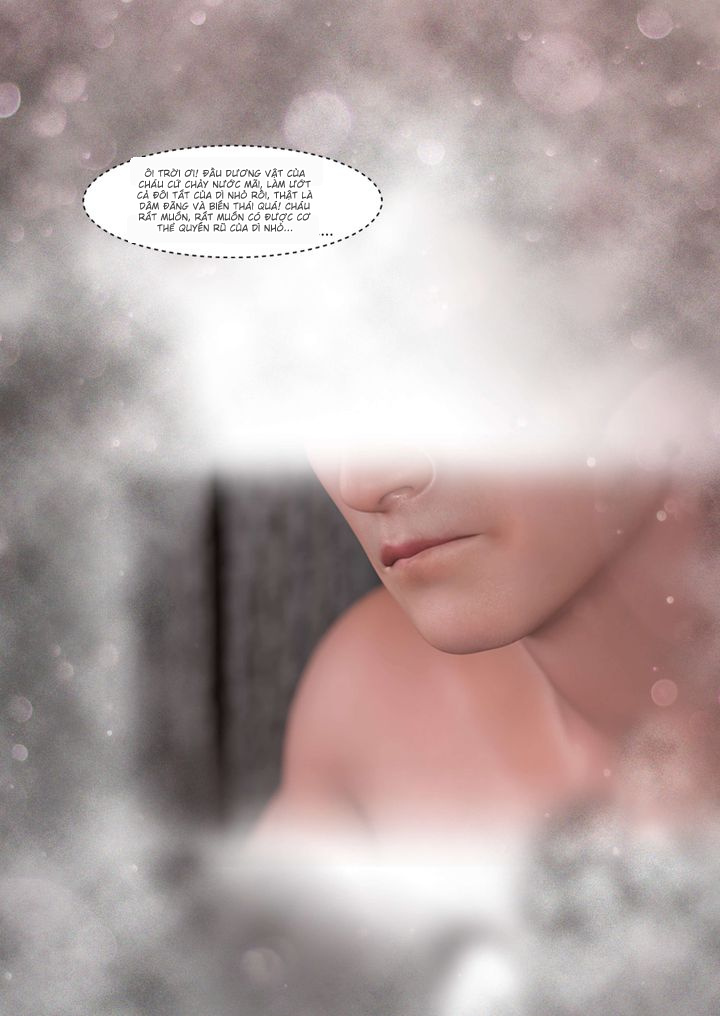 ÔI TRỜI ƠI! ĐẦU DƯƠNG VẬT CỦA
CHÁU CỨ CHẢY NƯỚC MÃI, LÀM ƯỚT
CẢ ĐÔI TẤT CỦA DÌ NHỎ RỒI, THẬT LÀ
DÂM ĐÃNG VÀ BIẾN THÁI QUÁ! CHÁU
RẤT MUỐN, RẤT MUỐN CÓ ĐƯỢC CƠ
THỂ QUYẾN RŨ CỦA DÌ NHỎ... ...